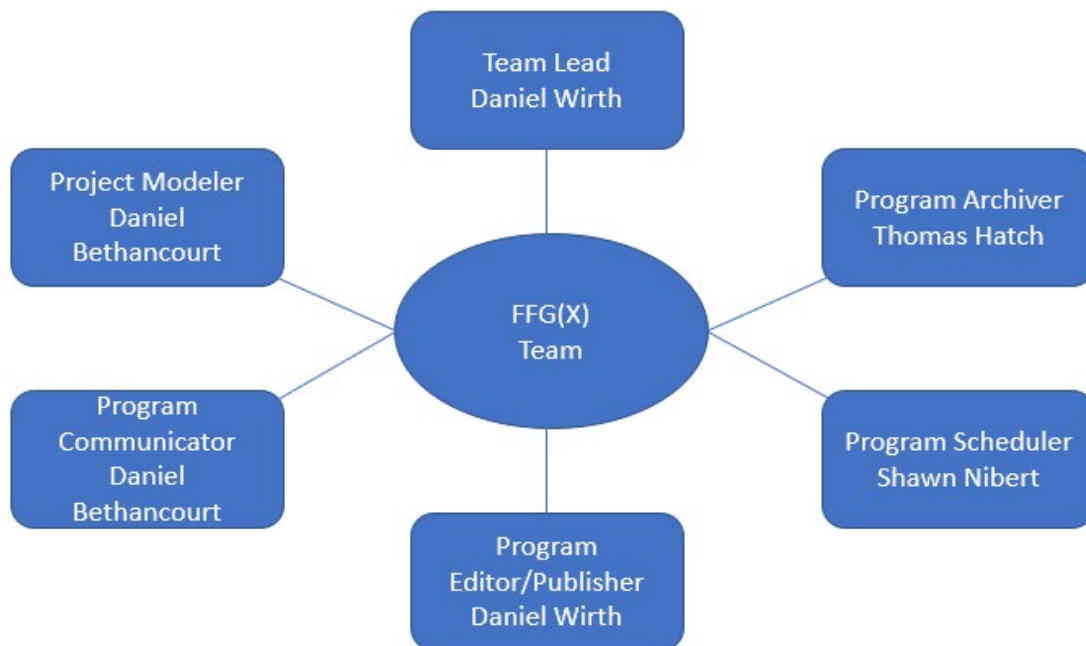 Team Lead
Daniel Wirth
Project Modeler
Daniel
Bethancourt
Program Archiver
Thomas Hatch
FFG(X)
Team
Program
Communicator
Daniel
Bethancourt
Program Scheduler
Shawn Nibert
Program
Editor/Publisher
Daniel Wirth